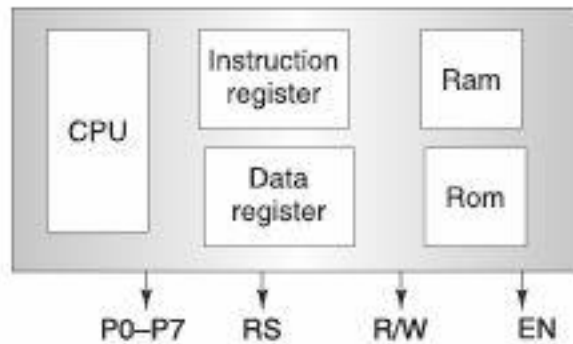 CPU
Instruction
register
Data
register
Ram
Rom
P0–P7
RS
R/W
EN